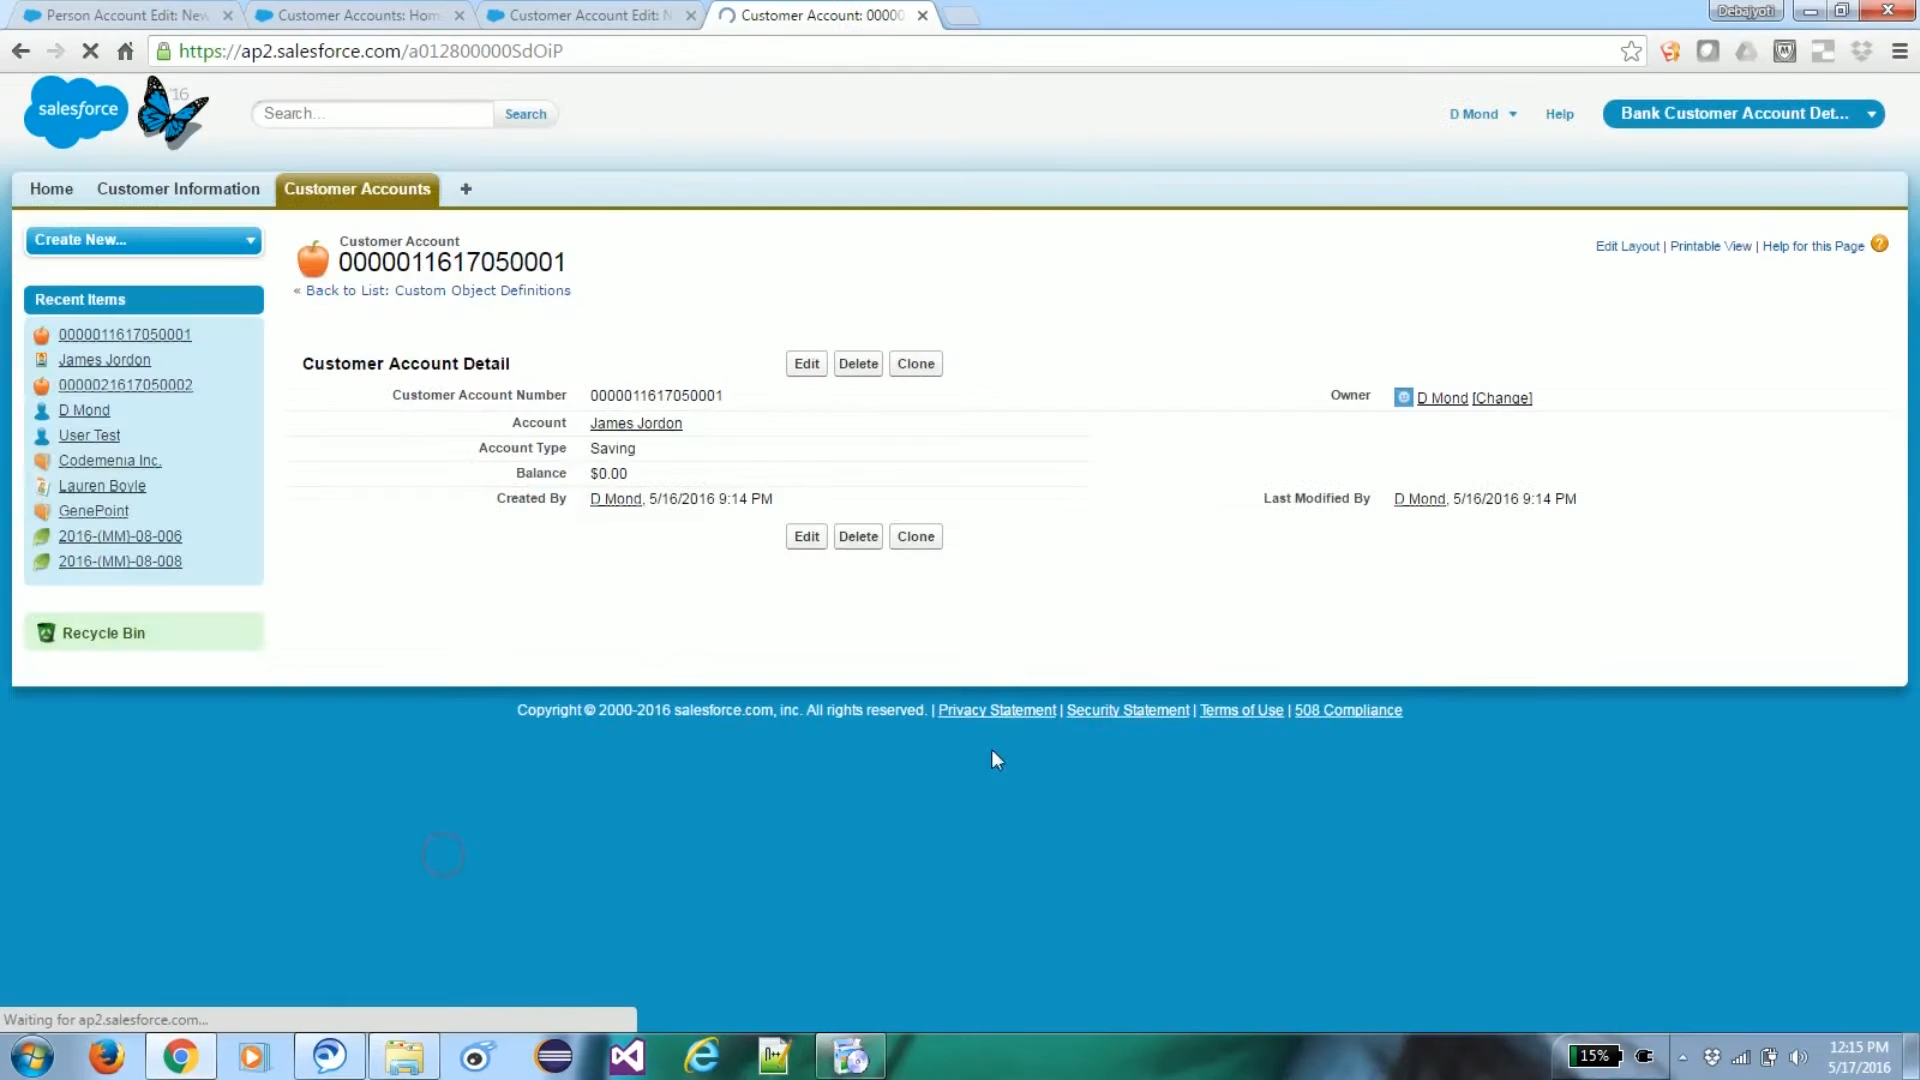 Person Account Edit: New
Customer Accounts: Hom
Customer Account Edit: N
Customer Account: 00000
Debajyoti
https://ap2.salesforce.com/a012800000SdOiP
salesforce
'16
Search...
Search
D Mond
Help
Bank Customer Account Det...
Home
Customer Information
Customer Accounts
+
Create New...
Customer Account
0000011617050001
« Back to List: Custom Object Definitions
Edit Layout | Printable View | Help for this Page
Recent Items
0000011617050001
James Jordon
0000021617050002
D Mond
User Test
Codemenia Inc.
Lauren Boyle
GenePoint
2016-(MM)-08-006
2016-(MM)-08-008
Recycle Bin
Customer Account Detail
Edit
Delete
Clone
Customer Account Number 0000011617050001
Owner D Mond [Change]
Account James Jordon
Account Type Saving
Balance $0.00
Created By D Mond, 5/16/2016 9:14 PM
Last Modified By D Mond, 5/16/2016 9:14 PM
Edit
Delete
Clone
Copyright © 2000-2016 salesforce.com, inc. All rights reserved. | Privacy Statement | Security Statement | Terms of Use | 508 Compliance
Waiting for ap2.salesforce.com...
15%
12:15 PM
5/17/2016